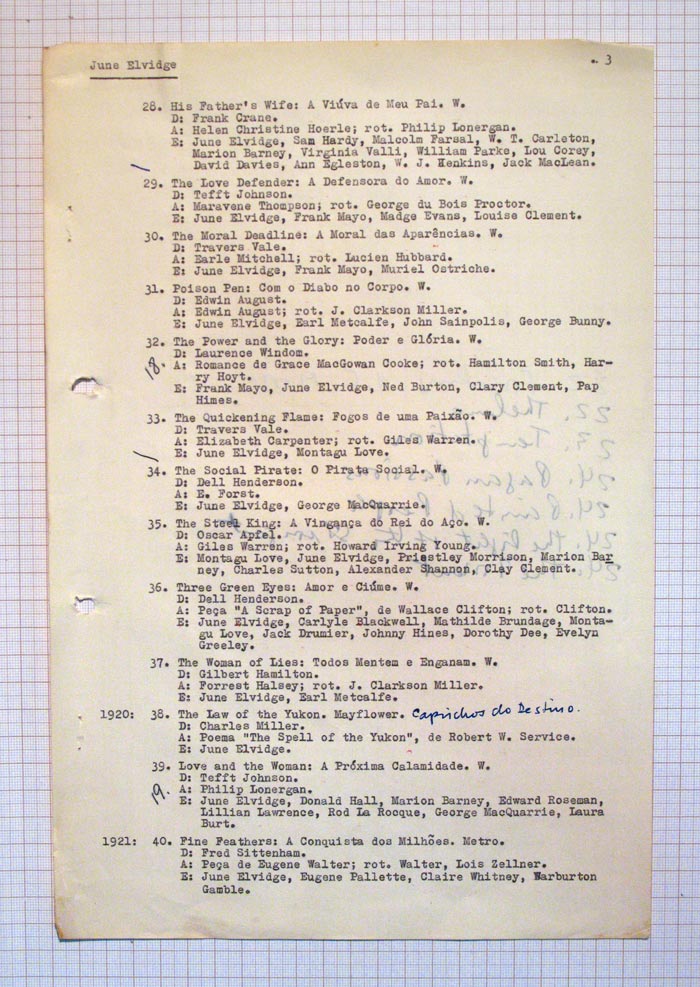 June Elvidge
3
28. His Father's Wife: A Viúva de Meu Pai. W.
D: Frank Crane.
A: Helen Christine Hoerle; rot. Philip Lonergan.
E: June Elvidge, Sam Hardy, Malcolm Farsal, W. T. Carleton,
Marion Barney, Virginia Valli, William Parke, Lou Corey,
David Davies, Ann Egleston, W. J. Henkins, Jack MacLean.
29. The Love Defender: A Defensora do Amor. W.
D: Tefft Johnson.
A: Maravene Thompson; rot. George du Bois Proctor.
E: June Elvidge, Frank Mayo, Madge Evans, Louise Clement.
30. The Moral Deadline: A Moral das Aparências. W.
D: Travers Vale.
A: Earle Mitchell; rot. Lucien Hubbard.
E: June Elvidge, Frank Mayo, Muriel Ostriche.
31. Poison Pen: Com o Diabo no Corpo. W.
D: Edwin August.
A: Edwin August; rot. J. Clarkson Miller.
E: June Elvidge, Earl Metcalfe, John Sainpolis, George Bunny.
32. The Power and the Glory: Poder e Glória. W.
D: Laurence Windom.
18. A: Romance de Grace MacGowan Cooke; rot. Hamilton Smith, Har-
ry Hoyt.
E: Frank Mayo, June Elvidge, Ned Burton, Clary Clement, Pap
Himes.
33. The Quickening Flame: Fogos de uma Paixão. W.
D: Travers Vale.
A: Elizabeth Carpenter; rot. Giles Warren.
E: June Elvidge, Montagu Love.
34. The Social Pirate: O Pirata Social. W.
D: Dell Henderson.
A: E. Forst.
E: June Elvidge, George MacQuarrie.
35. The Steel King: A Vingança do Rei do Aço. W.
D: Oscar Apfel.
A: Giles Warren; rot. Howard Irving Young.
E: Montagu Love, June Elvidge, Priestley Morrison, Marion Bar
ney, Charles Sutton, Alexander Shannon, Clay Clement.
36. Three Green Eyes: Amor e Ciúme. W.
D: Dell Henderson.
A: Peça "A Scrap of Paper", de Wallace Clifton; rot. Clifton.
E: June Elvidge, Carlyle Blackwell, Mathilde Brundage, Monta-
gu Love, Jack Drumier, Johnny Hines, Dorothy Dee, Evelyn
Greeley.
37. The Woman of Lies: Todos Mentem e Enganam. W.
D: Gilbert Hamilton.
A: Forrest Halsey; rot. J. Clarkson Miller.
E: June Elvidge, Earl Metcalfe.
1920: 38. The Law of the Yukon. Mayflower. Caprichos do Destino.
D: Charles Miller.
A: Poema "The Spell of the Yukon", de Robert W. Service.
E: June Elvidge.
39. Love and the Woman: A Próxima Calamidade. W.
D: Tefft Johnson.
19. A: Philip Lonergan.
E: June Elvidge, Donald Hall, Marion Barney, Edward Roseman,
Lillian Lawrence, Rod La Rocque, George MacQuarrie, Laura
Burt.
1921: 40. Fine Feathers: A Conquista dos Milhões. Metro.
D: Fred Sittenham.
A: Peça de Eugene Walter; rot. Walter, Lois Zellner.
E: June Elvidge, Eugene Pallette, Claire Whitney, Warburton
Gamble.